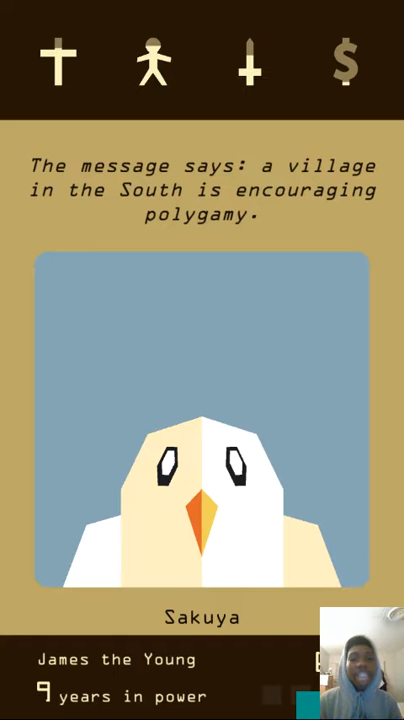 The message says: a village
in the South is encouraging
polygamy.
Sakuya
James the Young
9 years in power